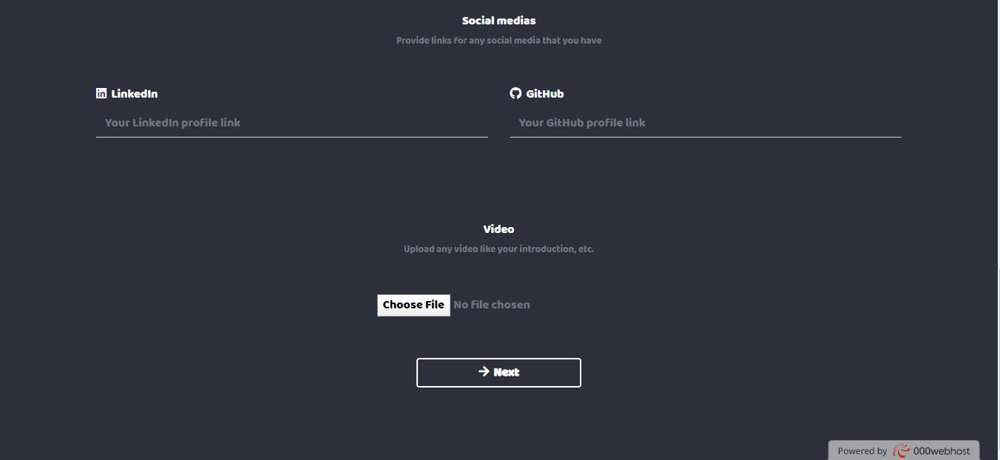 Social medias
Provide links for any social media that you have
LinkedIn
GitHub
Your LinkedIn profile link
Your GitHub profile link
Video
Upload any video like your introduction, etc.
Choose File No file chosen
Next
Powered by 000webhost